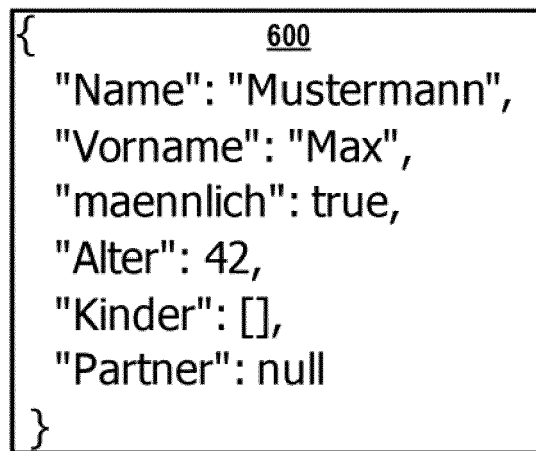 { 600
"Name": "Mustermann",
"Vorname": "Max",
"maennlich": true,
"Alter": 42,
"Kinder": [],
"Partner": null
}